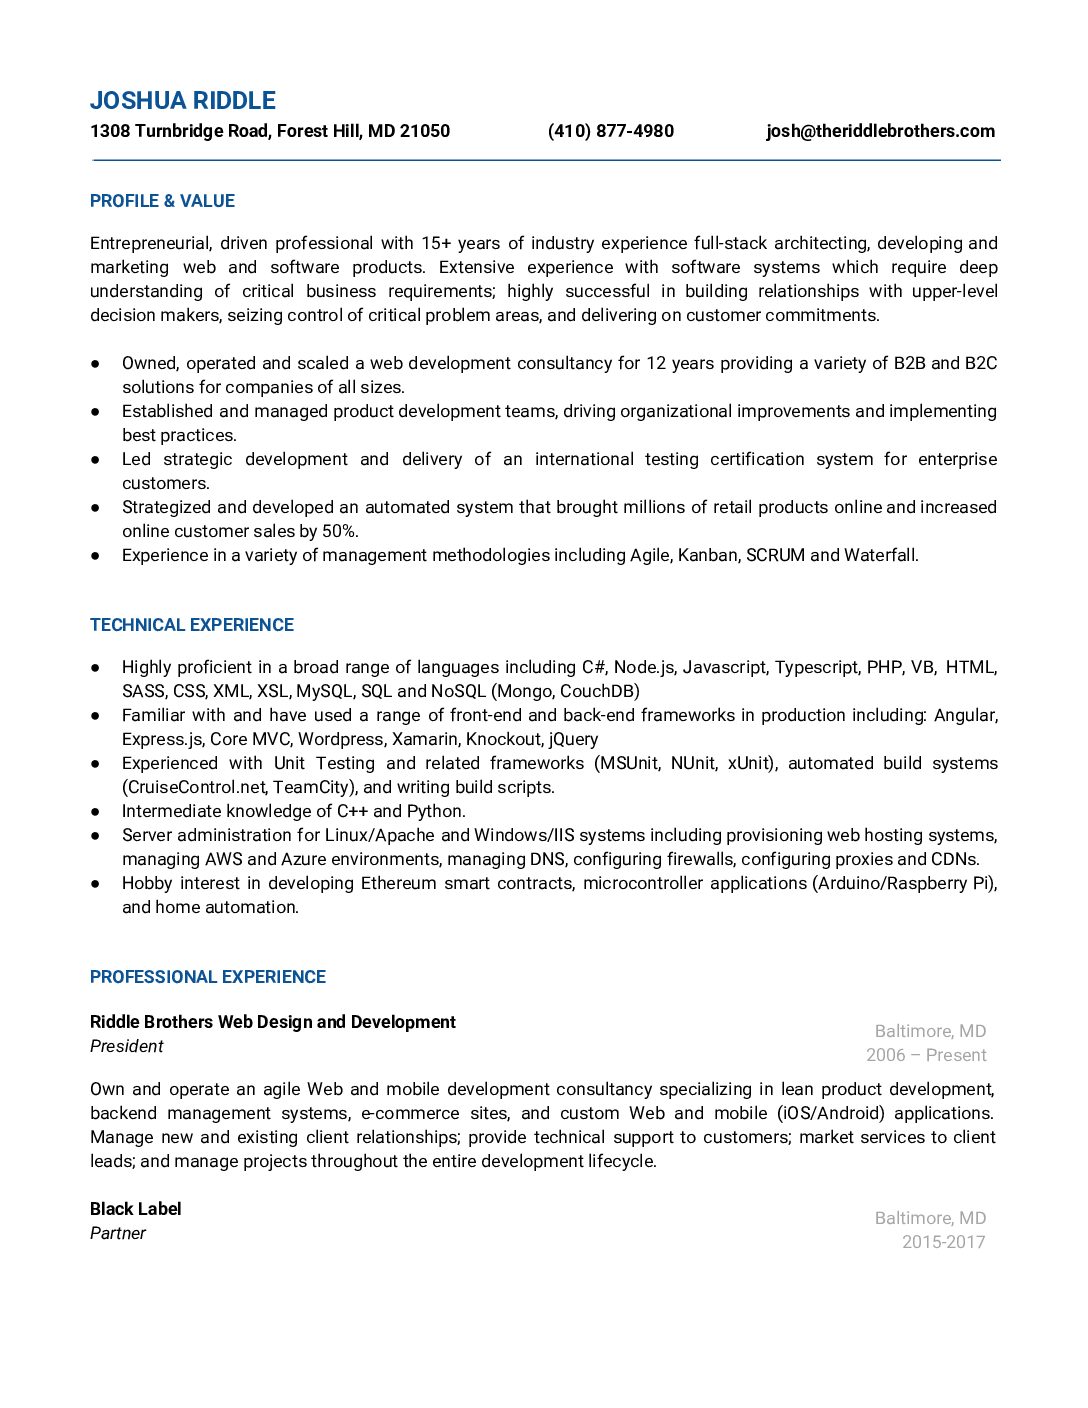 JOSHUA RIDDLE
1308 Turnbridge Road, Forest Hill, MD 21050 (410) 877-4980 josh@theriddlebrothers.com
PROFILE & VALUE
Entrepreneurial, driven professional with 15+ years of industry experience full-stack architecting, developing and
marketing web and software products. Extensive experience with software systems which require deep
understanding of critical business requirements; highly successful in building relationships with upper-level
decision makers, seizing control of critical problem areas, and delivering on customer commitments.
● Owned, operated and scaled a web development consultancy for 12 years providing a variety of B2B and B2C
solutions for companies of all sizes.
● Established and managed product development teams, driving organizational improvements and implementing
best practices.
● Led strategic development and delivery of an international testing certification system for enterprise
customers.
● Strategized and developed an automated system that brought millions of retail products online and increased
online customer sales by 50%.
● Experience in a variety of management methodologies including Agile, Kanban, SCRUM and Waterfall.
TECHNICAL EXPERIENCE
● Highly proficient in a broad range of languages including C#, Node.js, Javascript, Typescript, PHP, VB, HTML,
SASS, CSS, XML, XSL, MySQL, SQL and NoSQL (Mongo, CouchDB)
● Familiar with and have used a range of front-end and back-end frameworks in production including: Angular,
Express.js, Core MVC, Wordpress, Xamarin, Knockout, jQuery
● Experienced with Unit Testing and related frameworks (MSUnit, NUnit, xUnit), automated build systems
(CruiseControl.net, TeamCity), and writing build scripts.
● Intermediate knowledge of C++ and Python.
● Server administration for Linux/Apache and Windows/IIS systems including provisioning web hosting systems,
managing AWS and Azure environments, managing DNS, configuring firewalls, configuring proxies and CDNs.
● Hobby interest in developing Ethereum smart contracts, microcontroller applications (Arduino/Raspberry Pi),
and home automation.
PROFESSIONAL EXPERIENCE
Riddle Brothers Web Design and Development
Baltimore, MD
President
2006 – Present
Own and operate an agile Web and mobile development consultancy specializing in lean product development,
backend management systems, e-commerce sites, and custom Web and mobile (iOS/Android) applications.
Manage new and existing client relationships; provide technical support to customers; market services to client
leads; and manage projects throughout the entire development lifecycle.
Black Label
Baltimore, MD
Partner
2015-2017